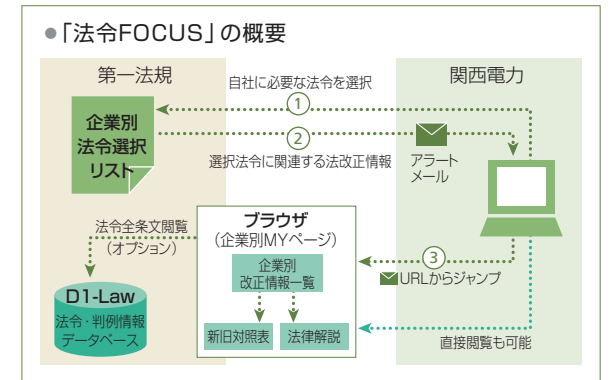 ●「法令FOCUS」の概要
第一法規
関西電力
自社に必要な法令を選択
①
企業別
法令選択
リスト
②
選択法令に関連する法改正情報
アラート
メール
法令全条文閲覧
（オプション）
ブラウザ
（企業別MYページ）
企業別
改正情報一覧
新旧対照表
法律解説
③
URLからジャンプ
D1-Law
法令・判例情報
データベース
直接閲覧も可能